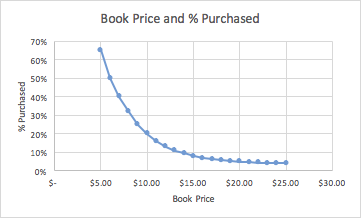 Book Price and % Purchased
70%
60%
50%
40%
30%
20%
10%
0%
% Purchased
$- $5.00 $10.00 $15.00 $20.00 $25.00 $30.00
Book Price